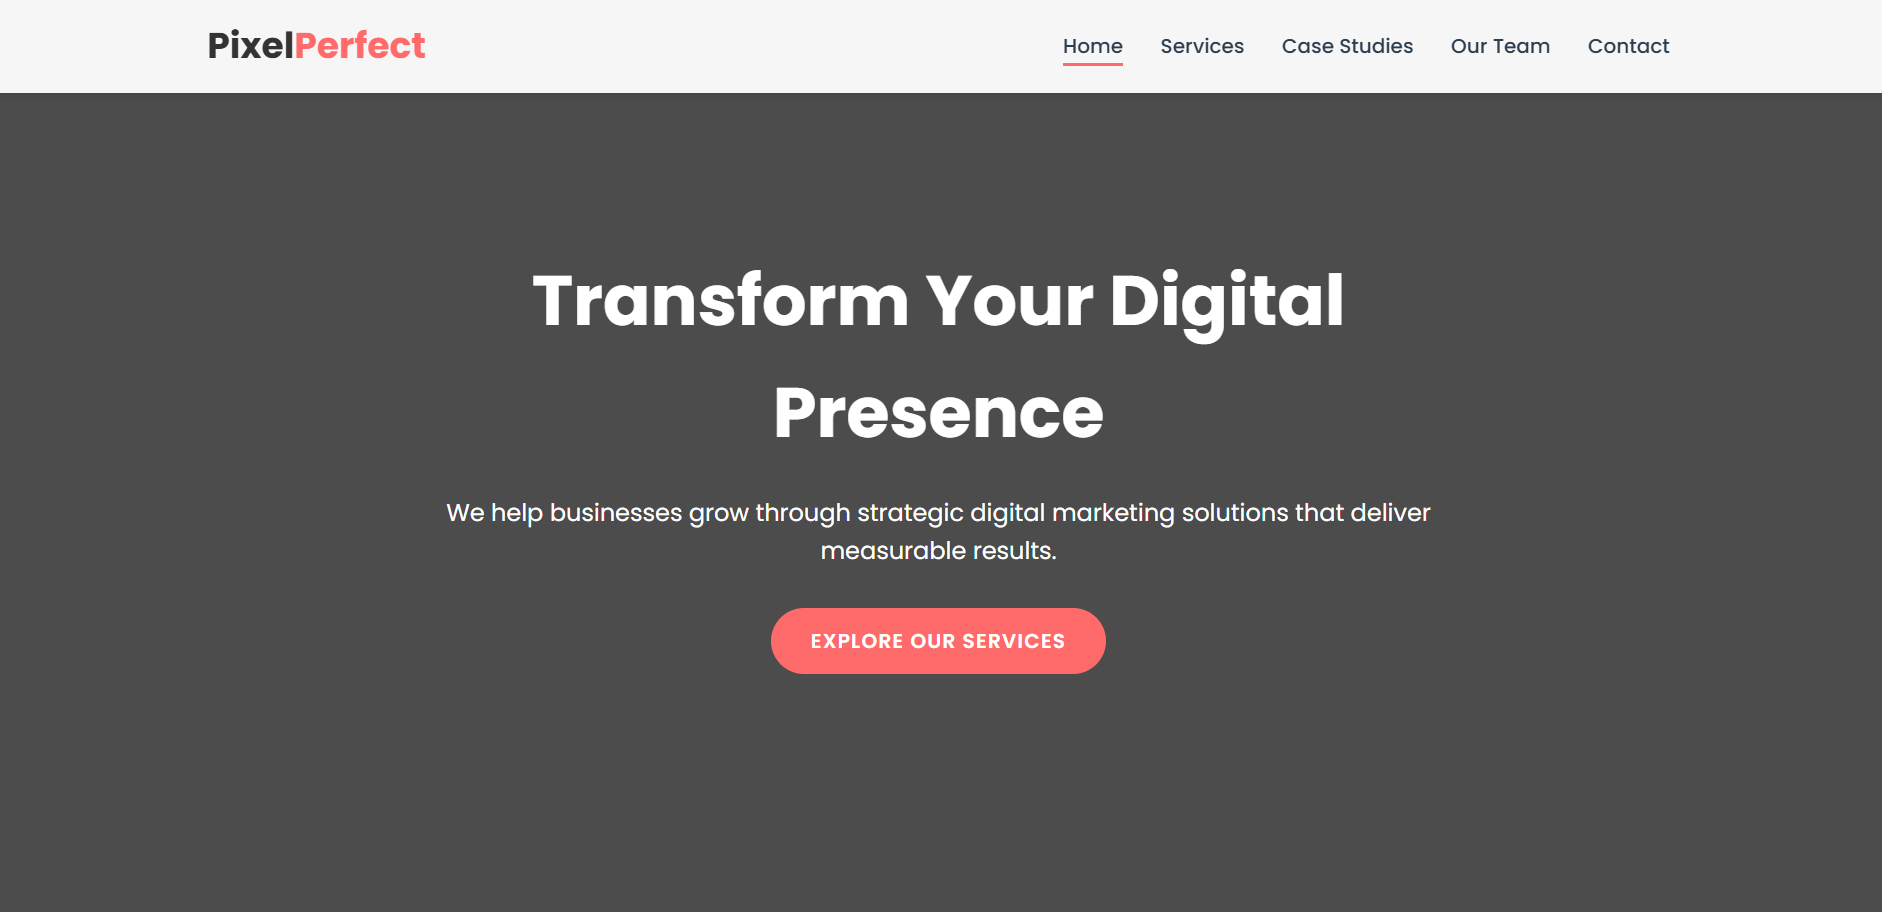 PixelPerfect
Home Services Case Studies Our Team Contact
Transform Your Digital
Presence
We help businesses grow through strategic digital marketing solutions that deliver
measurable results.
EXPLORE OUR SERVICES